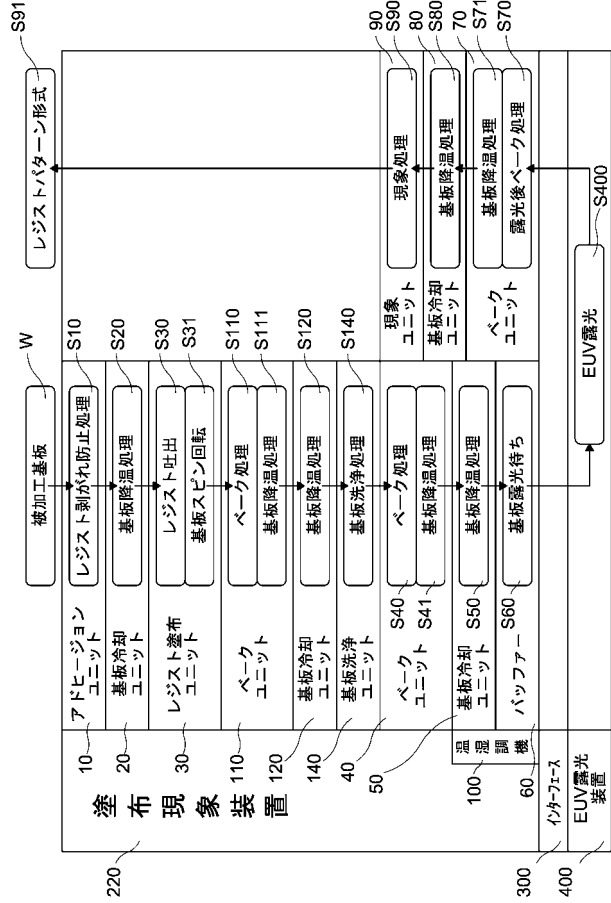 被加工基板
W
レジストパターン形式
S91
アドヒージョン
ユニット
10
レジスト剥がれ防止処理
S10
基板冷却
ユニット
20
基板降温処理
S20
レジスト塗布
ユニット
30
レジスト吐出
S30
基板スピン回転
S31
ベーク
ユニット
110
ベーク処理
S110
基板降温処理
S111
基板冷却
ユニット
120
基板降温処理
S120
基板洗浄
ユニット
140
基板洗浄処理
S140
ベーク
ユニット
40
ベーク処理
S40
基板降温処理
S41
基板冷却
ユニット
50
基板降温処理
S50
バッファー
60
基板露光待ち
S60
現象
ユニット
現象処理
90
S90
基板冷却
ユニット
基板降温処理
80
S80
ベーク
ユニット
70
基板降温処理
S71
露光後ベーク処理
S70
塗布現象装置
220
温湿調機
100
インターフェース
300
EUV露光
装置
400
EUV露光
S400